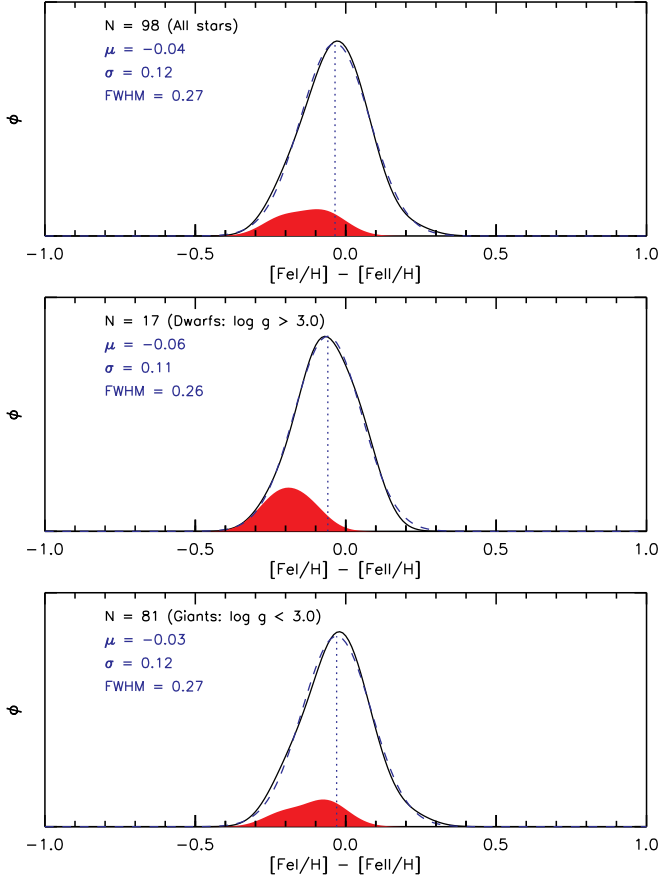 N = 98 (All stars)
μ = −0.04
σ = 0.12
FWHM = 0.27
ϕ
−1.0 −0.5 0.0 0.5 1.0
[FeI/H] − [FeII/H]
N = 17 (Dwarfs: log g > 3.0)
μ = −0.06
σ = 0.11
FWHM = 0.26
ϕ
−1.0 −0.5 0.0 0.5 1.0
[FeI/H] − [FeII/H]
N = 81 (Giants: log g < 3.0)
μ = −0.03
σ = 0.12
FWHM = 0.27
ϕ
−1.0 −0.5 0.0 0.5 1.0
[FeI/H] − [FeII/H]